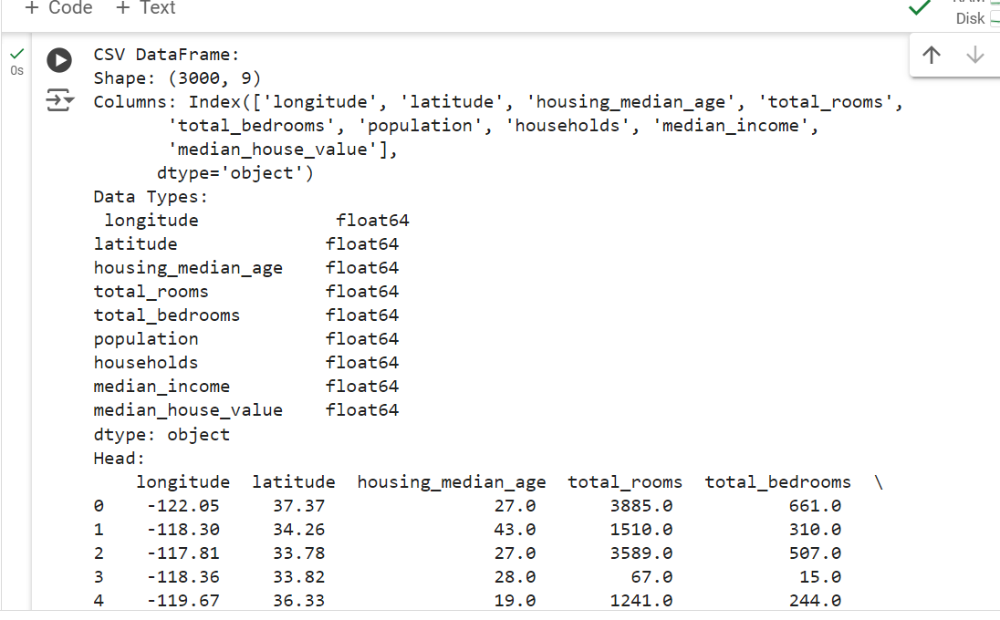 + Code + Text
Disk
0s
CSV DataFrame:
Shape: (3000, 9)
Columns: Index(['longitude', 'latitude', 'housing_median_age', 'total_rooms',
       'total_bedrooms', 'population', 'households', 'median_income',
       'median_house_value'],
      dtype='object')
Data Types:
 longitude             float64
latitude              float64
housing_median_age    float64
total_rooms           float64
total_bedrooms        float64
population            float64
households            float64
median_income         float64
median_house_value    float64
dtype: object
Head:
    longitude  latitude  housing_median_age  total_rooms  total_bedrooms  \
0    -122.05     37.37                27.0       3885.0           661.0
1    -118.30     34.26                43.0       1510.0           310.0
2    -117.81     33.78                27.0       3589.0           507.0
3    -118.36     33.82                28.0         67.0            15.0
4    -119.67     36.33                19.0       1241.0           244.0